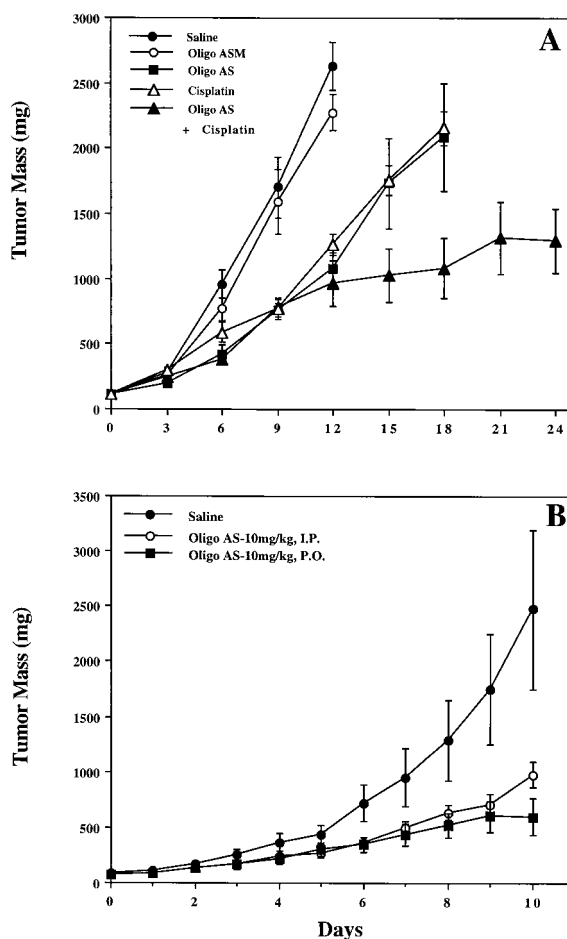 A
Saline
Oligo ASM
Oligo AS
Cisplatin
Oligo AS
+ Cisplatin
Tumor Mass (mg)
3000
2500
2000
1500
1000
500
0
0 3 6 9 12 15 18 21 24
B
Saline
Oligo AS-10mg/kg, I.P.
Oligo AS-10mg/kg, P.O.
Tumor Mass (mg)
3500
3000
2500
2000
1500
1000
500
0
0 2 4 6 8 10
Days